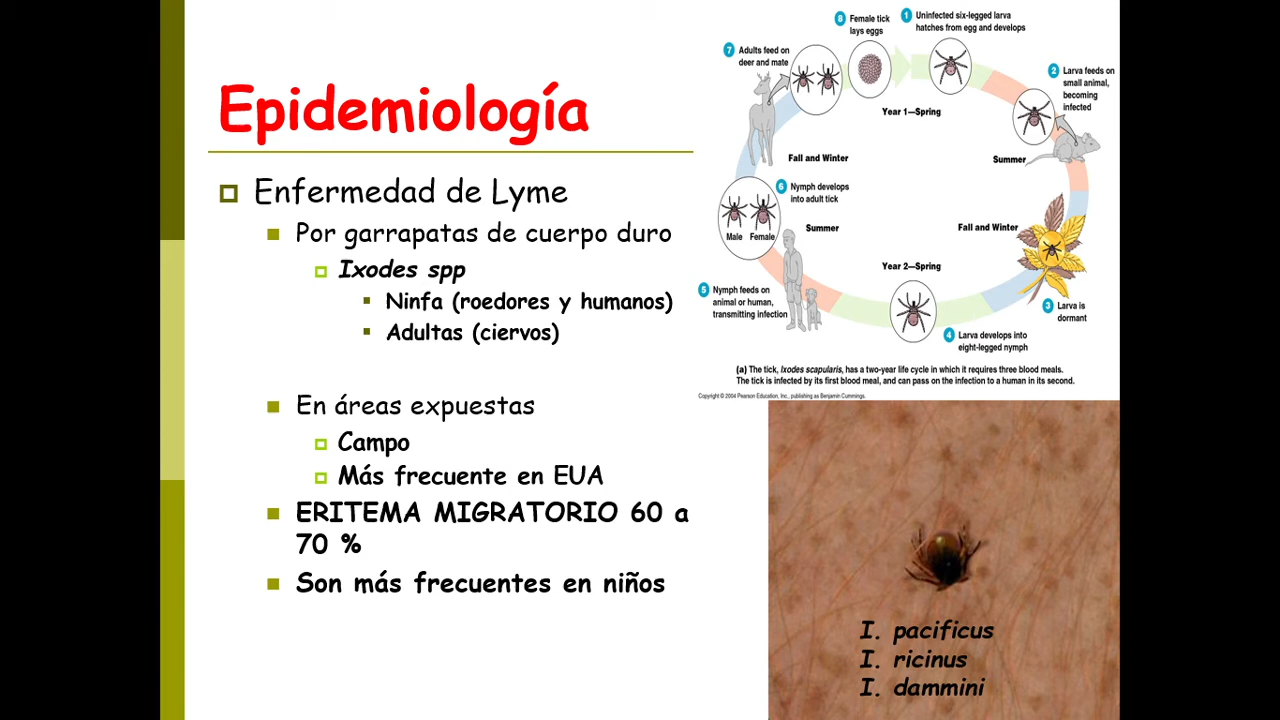 Epidemiología
Enfermedad de Lyme
Por garrapatas de cuerpo duro
Ixodes spp
Ninfa (roedores y humanos)
Adultas (ciervos)
En áreas expuestas
Campo
Más frecuente en EUA
ERITEMA MIGRATORIO 60 a
70 %
Son más frecuentes en niños
8 Female tick
lays eggs
1 Uninfected six-legged larva
hatches from egg and develops
7 Adults feed on
deer and mate
2 Larva feeds on
small animal,
becoming
infected
Year 1—Spring
Fall and Winter
Summer
6 Nymph develops
into adult tick
Male Female
Summer
Fall and Winter
Year 2—Spring
5 Nymph feeds on
animal or human,
transmitting infection
3 Larva is
dormant
4 Larva develops into
eight-legged nymph
(a) The tick, Ixodes scapularis, has a two-year life cycle in which it requires three blood meals.
The tick is infected by its first blood meal, and can pass on the infection to a human in its second.
Copyright © 2004 Pearson Education, Inc., publishing as Benjamin Cummings.
I. pacificus
I. ricinus
I. dammini